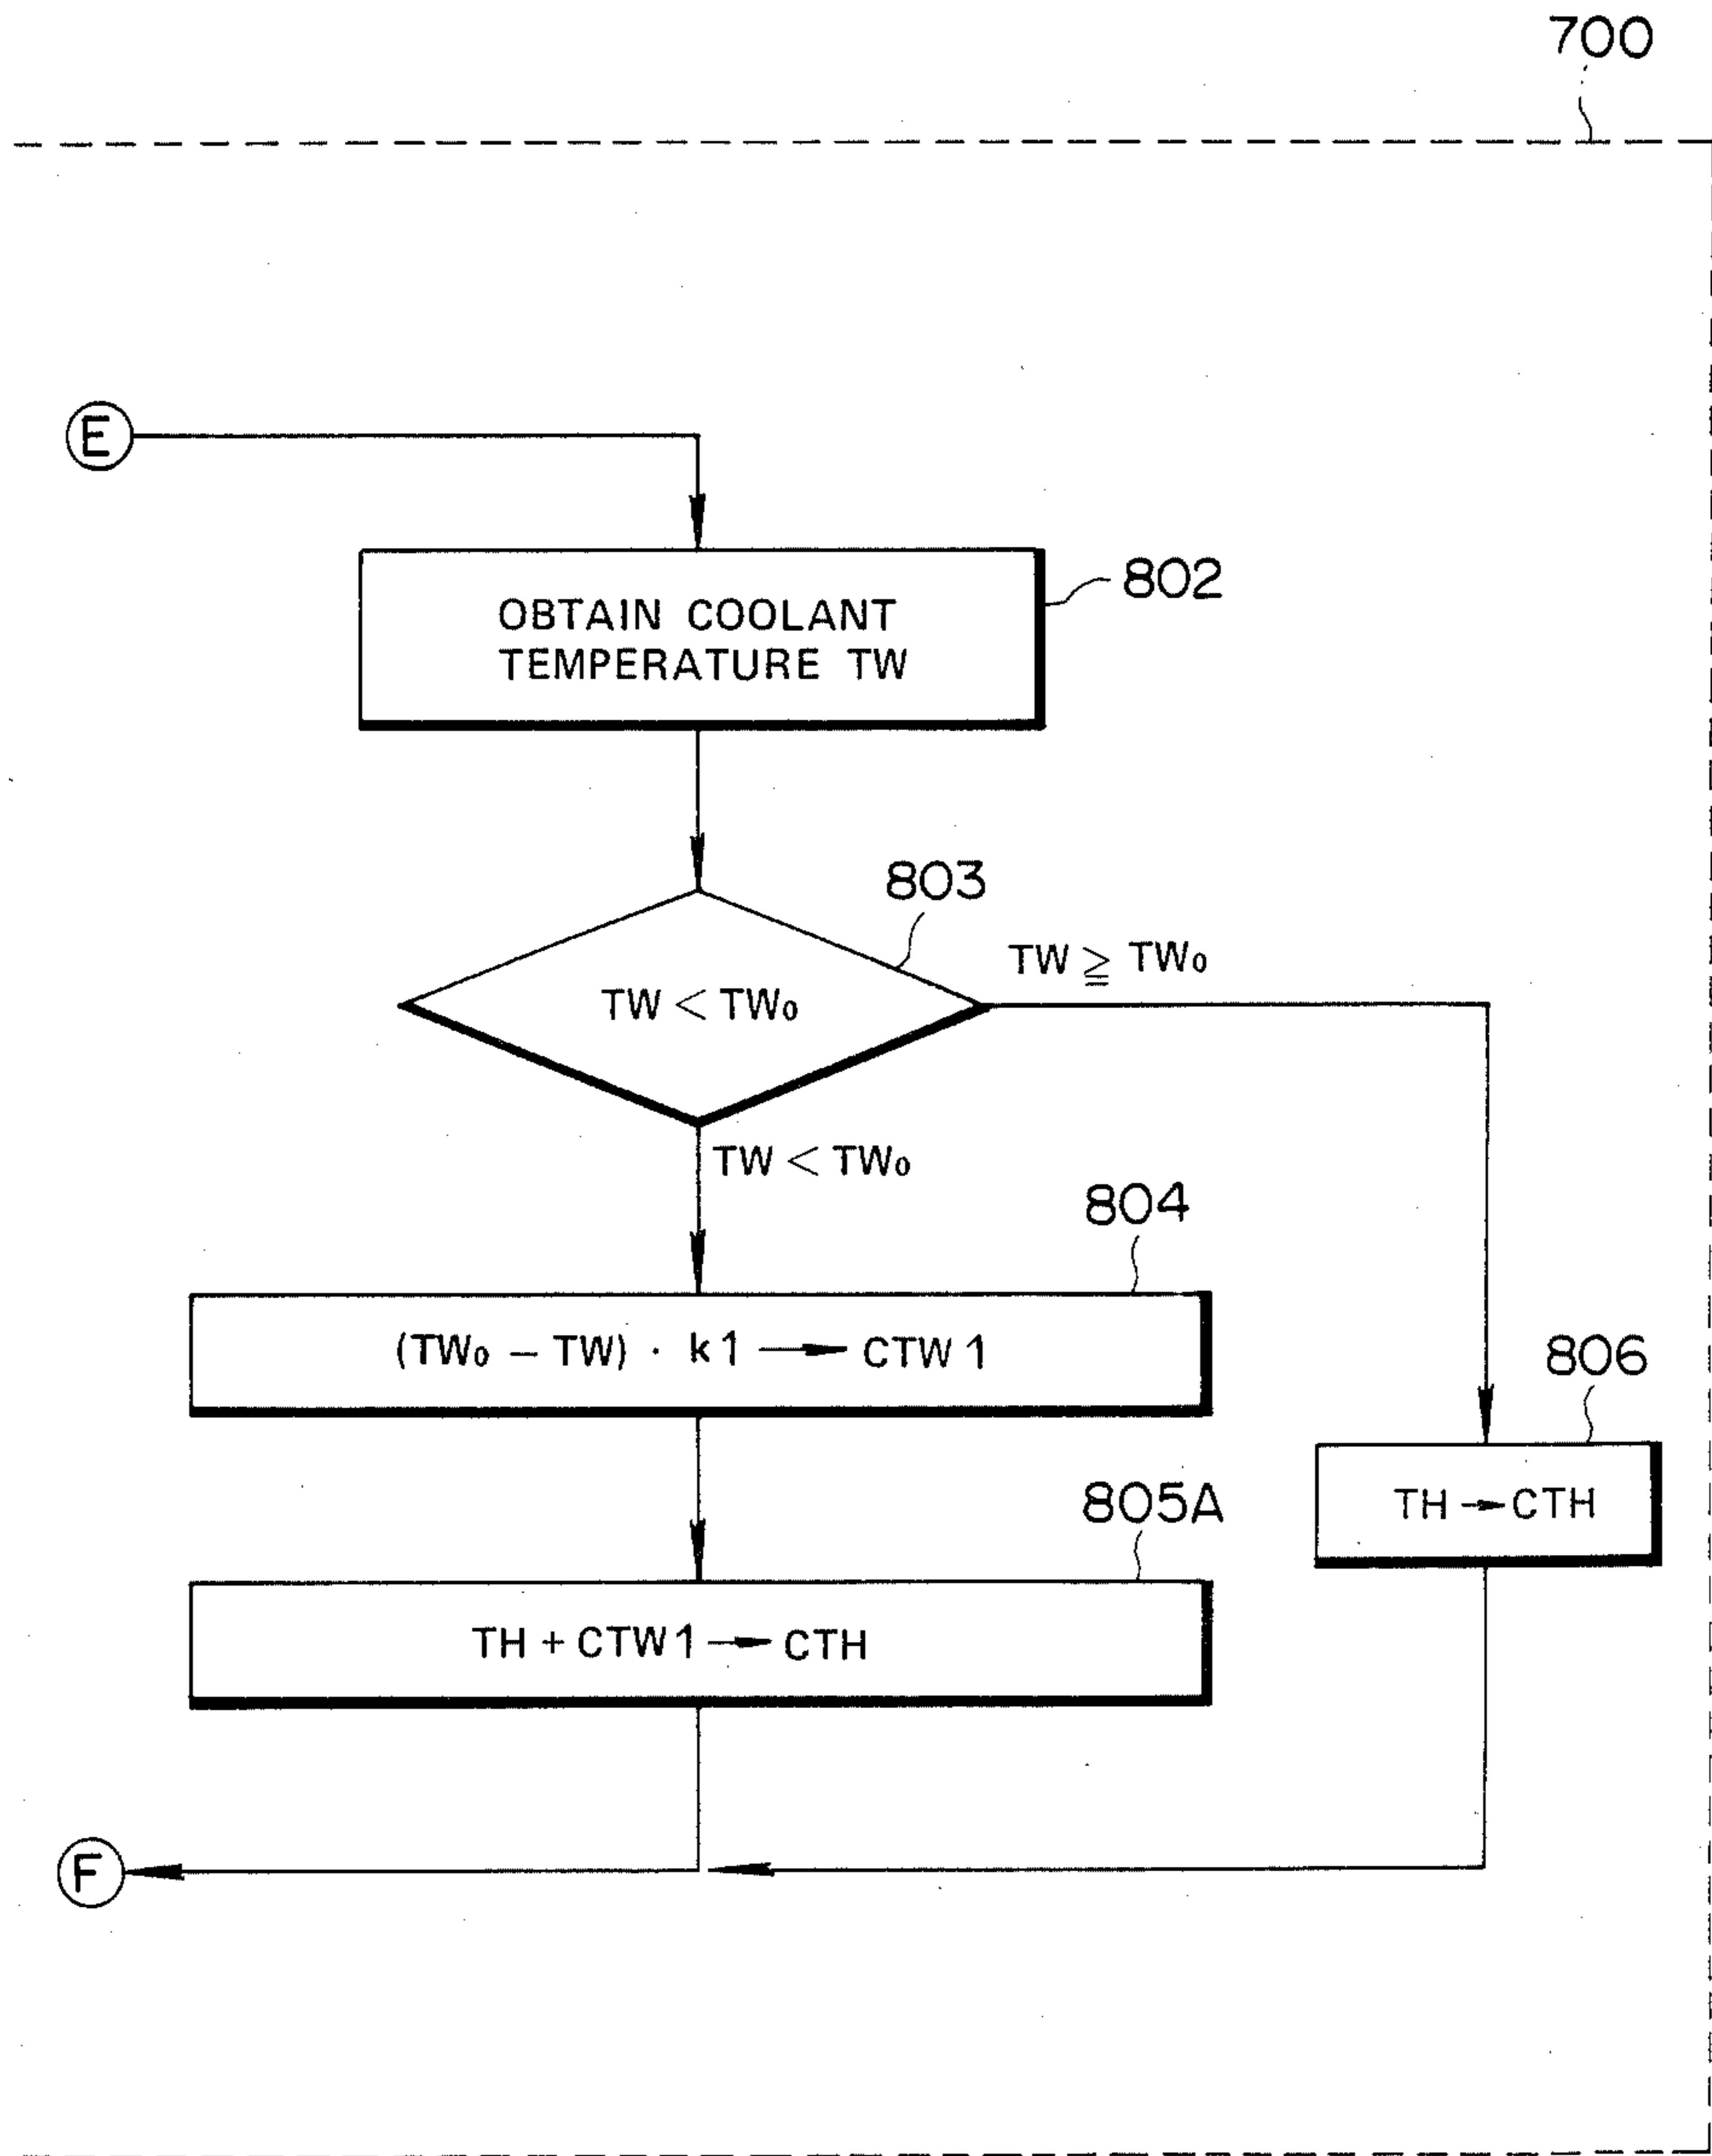 700
E
OBTAIN COOLANT
TEMPERATURE TW
802
803
TW ≧ TW₀
TW < TW₀
TW < TW₀
804
(TW₀ − TW) · k1 → CTW1
806
TH → CTH
805A
TH + CTW1 → CTH
F